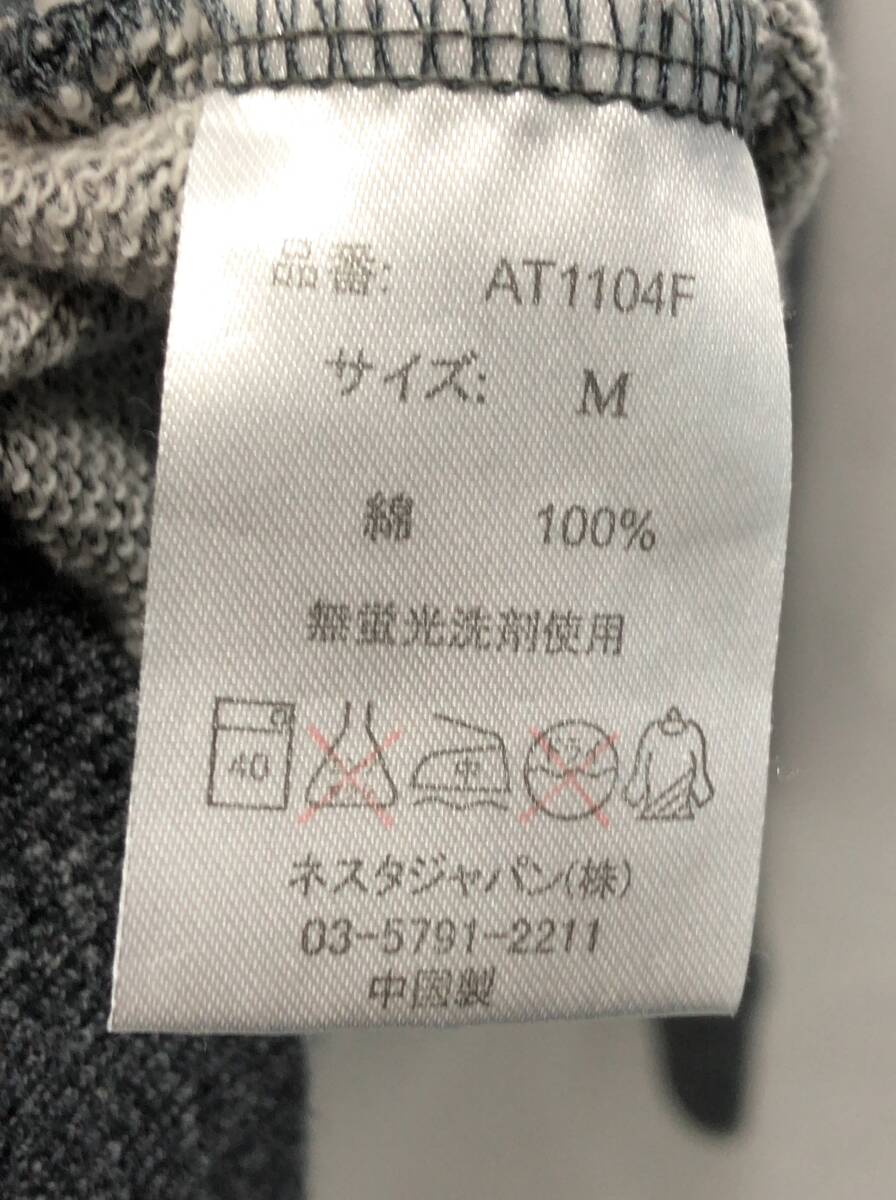 品番: AT1104F
サイズ: M
綿 100%
無蛍光洗剤使用
40 中
ネスタジャパン(株)
03-5791-2211
中国製